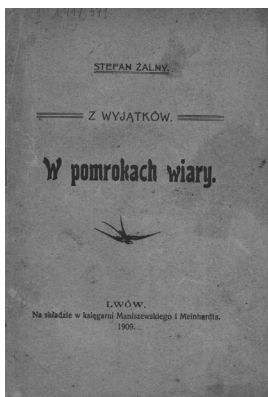 STEFAN ŻALNY.
Z WYJĄTKÓW.
W pomrokach wiary.
LWÓW.
Na składzie w księgarni Maniszewskiego i Meinhardta.
1909.